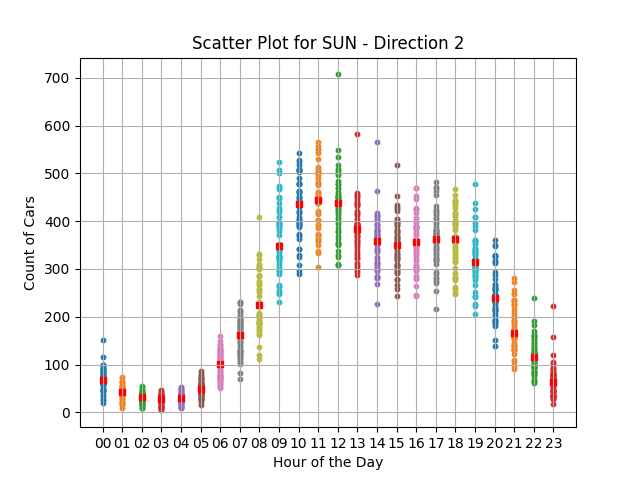 Scatter Plot for SUN - Direction 2
700
600
500
400
300
200
100
0
Count of Cars
00 01 02 03 04 05 06 07 08 09 10 11 12 13 14 15 16 17 18 19 20 21 22 23
Hour of the Day